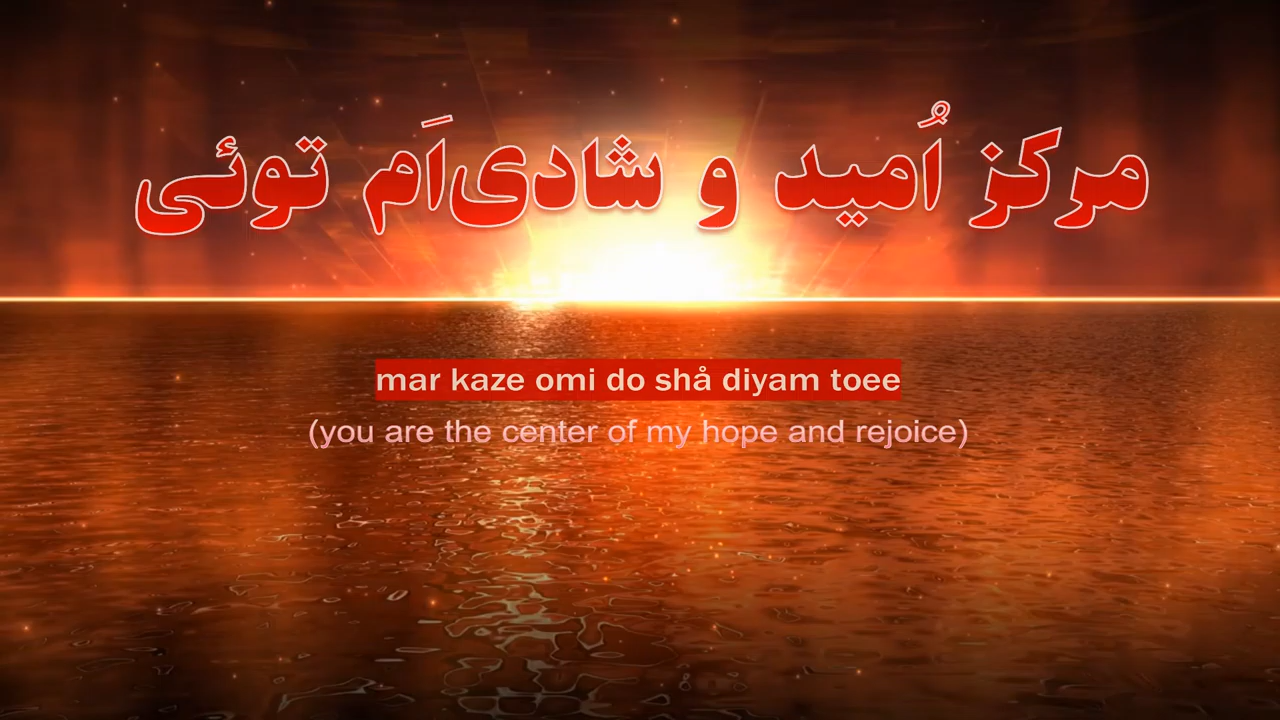 مرکز اُمید و شادی‌اَم توئی
mar kaze omi do shå diyam toee
(you are the center of my hope and rejoice)